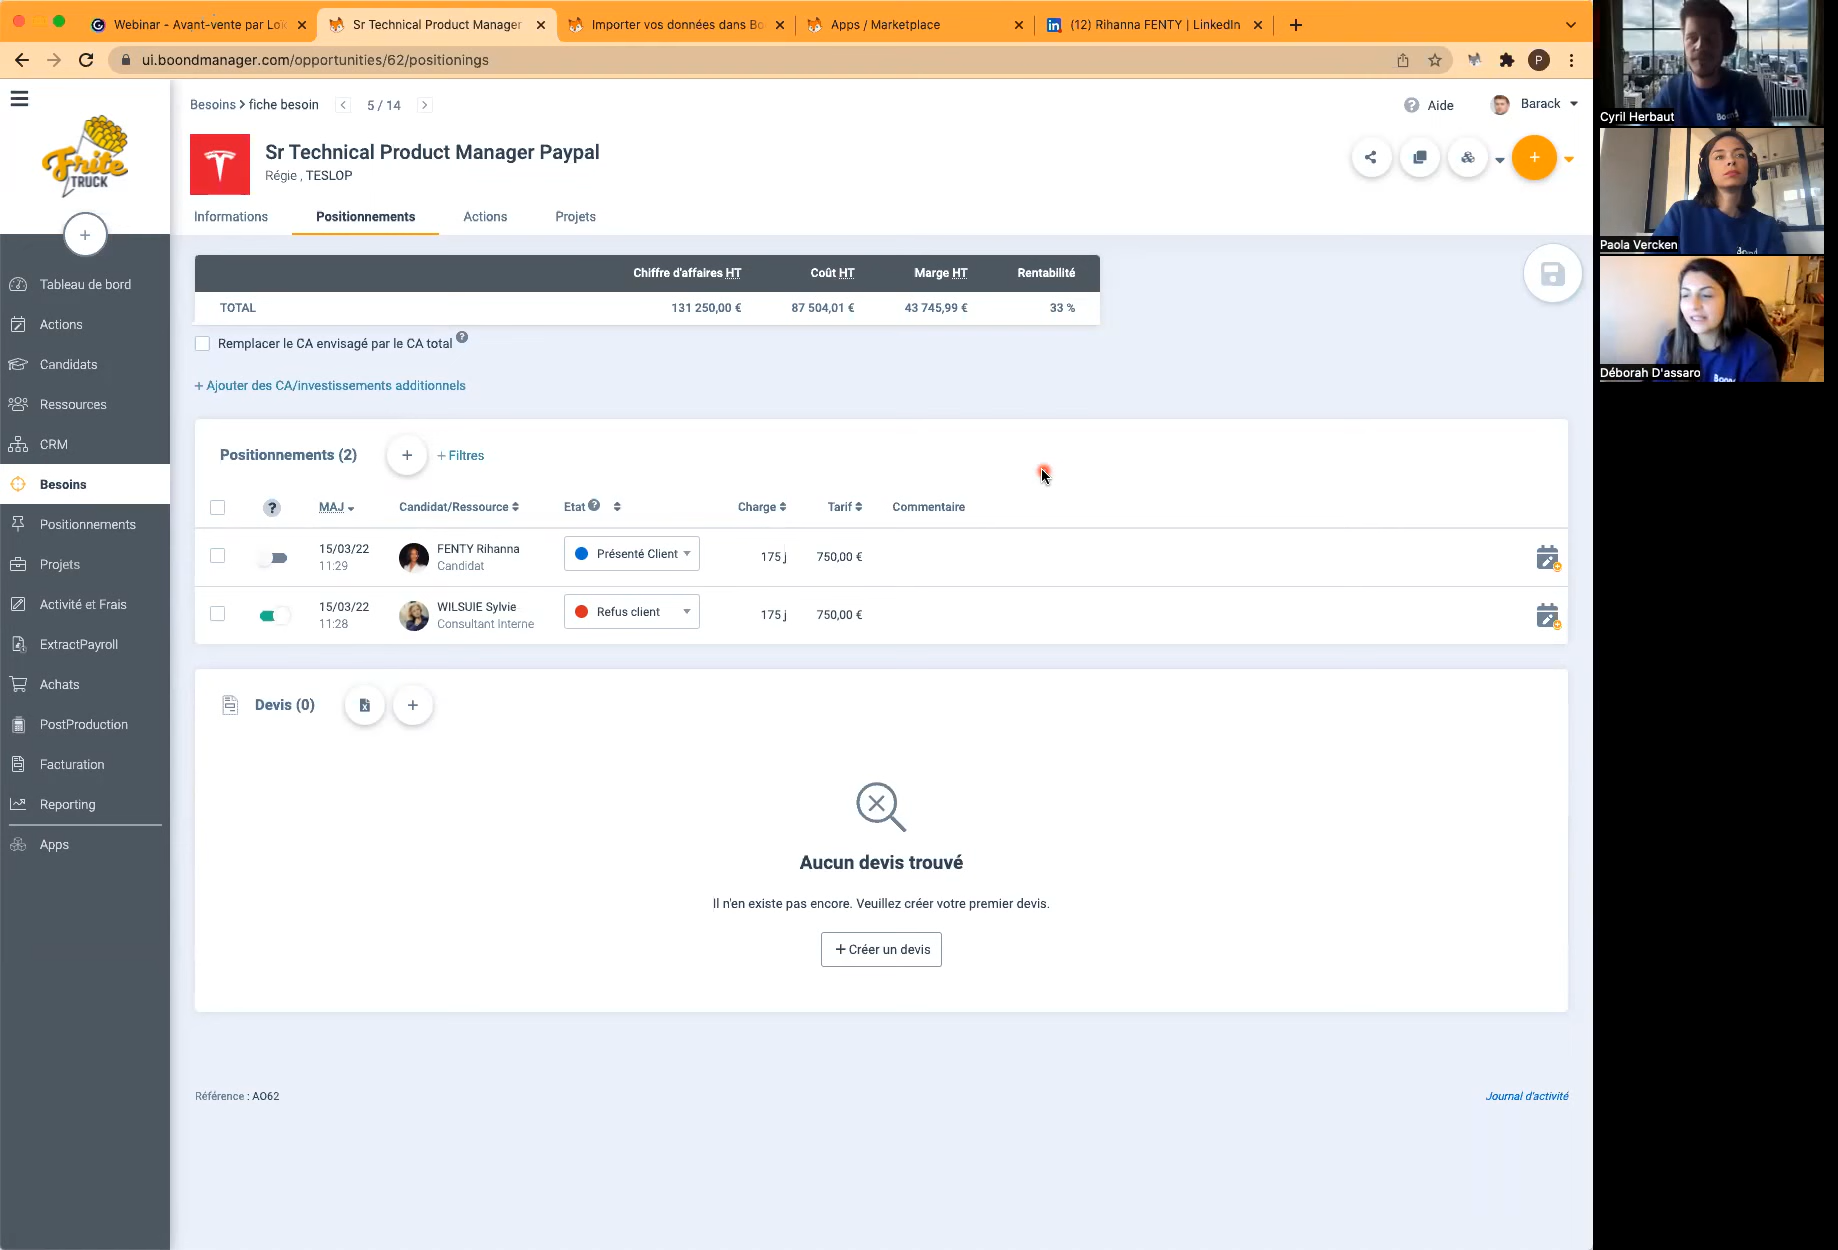 Webinar - Avant-vente par Loï
Sr Technical Product Manager
Importer vos données dans Bo
Apps / Marketplace
(12) Rihanna FENTY | LinkedIn
ui.boondmanager.com/opportunities/62/positionings
P
Frite
TRUCK
Tableau de bord
Actions
Candidats
Ressources
CRM
Besoins
Positionnements
Projets
Activité et Frais
ExtractPayroll
Achats
PostProduction
Facturation
Reporting
Apps
Besoins > fiche besoin < 5 / 14 >
Aide
Barack
Sr Technical Product Manager Paypal
Régie , TESLOP
Informations Positionnements Actions Projets
Chiffre d'affaires HT Coût HT Marge HT Rentabilité
TOTAL 131 250,00 € 87 504,01 € 43 745,99 € 33 %
Remplacer le CA envisagé par le CA total ?
+ Ajouter des CA/investissements additionnels
Positionnements (2) + + Filtres
? MAJ Candidat/Ressource Etat ? Charge Tarif Commentaire
15/03/22 FENTY Rihanna Présenté Client 175 j 750,00 €
11:29 Candidat
15/03/22 WILSUIE Sylvie Refus client 175 j 750,00 €
11:28 Consultant Interne
Devis (0) +
Aucun devis trouvé
Il n'en existe pas encore. Veuillez créer votre premier devis.
+ Créer un devis
Référence : AO62
Journal d'activité
Cyril Herbaut
Paola Vercken
Déborah D'assaro